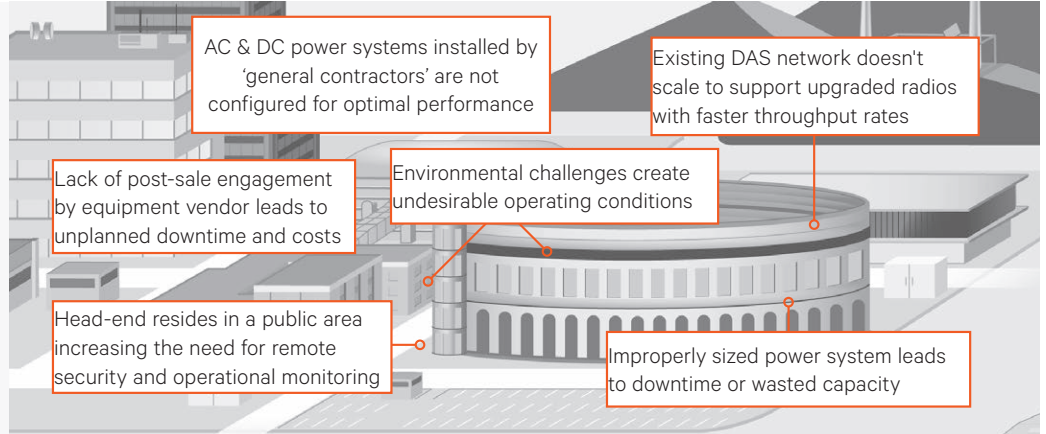 AC & DC power systems installed by
‘general contractors’ are not
configured for optimal performance
Existing DAS network doesn't
scale to support upgraded radios
with faster throughput rates
Lack of post-sale engagement
by equipment vendor leads to
unplanned downtime and costs
Environmental challenges create
undesirable operating conditions
Head-end resides in a public area
increasing the need for remote
security and operational monitoring
Improperly sized power system leads
to downtime or wasted capacity